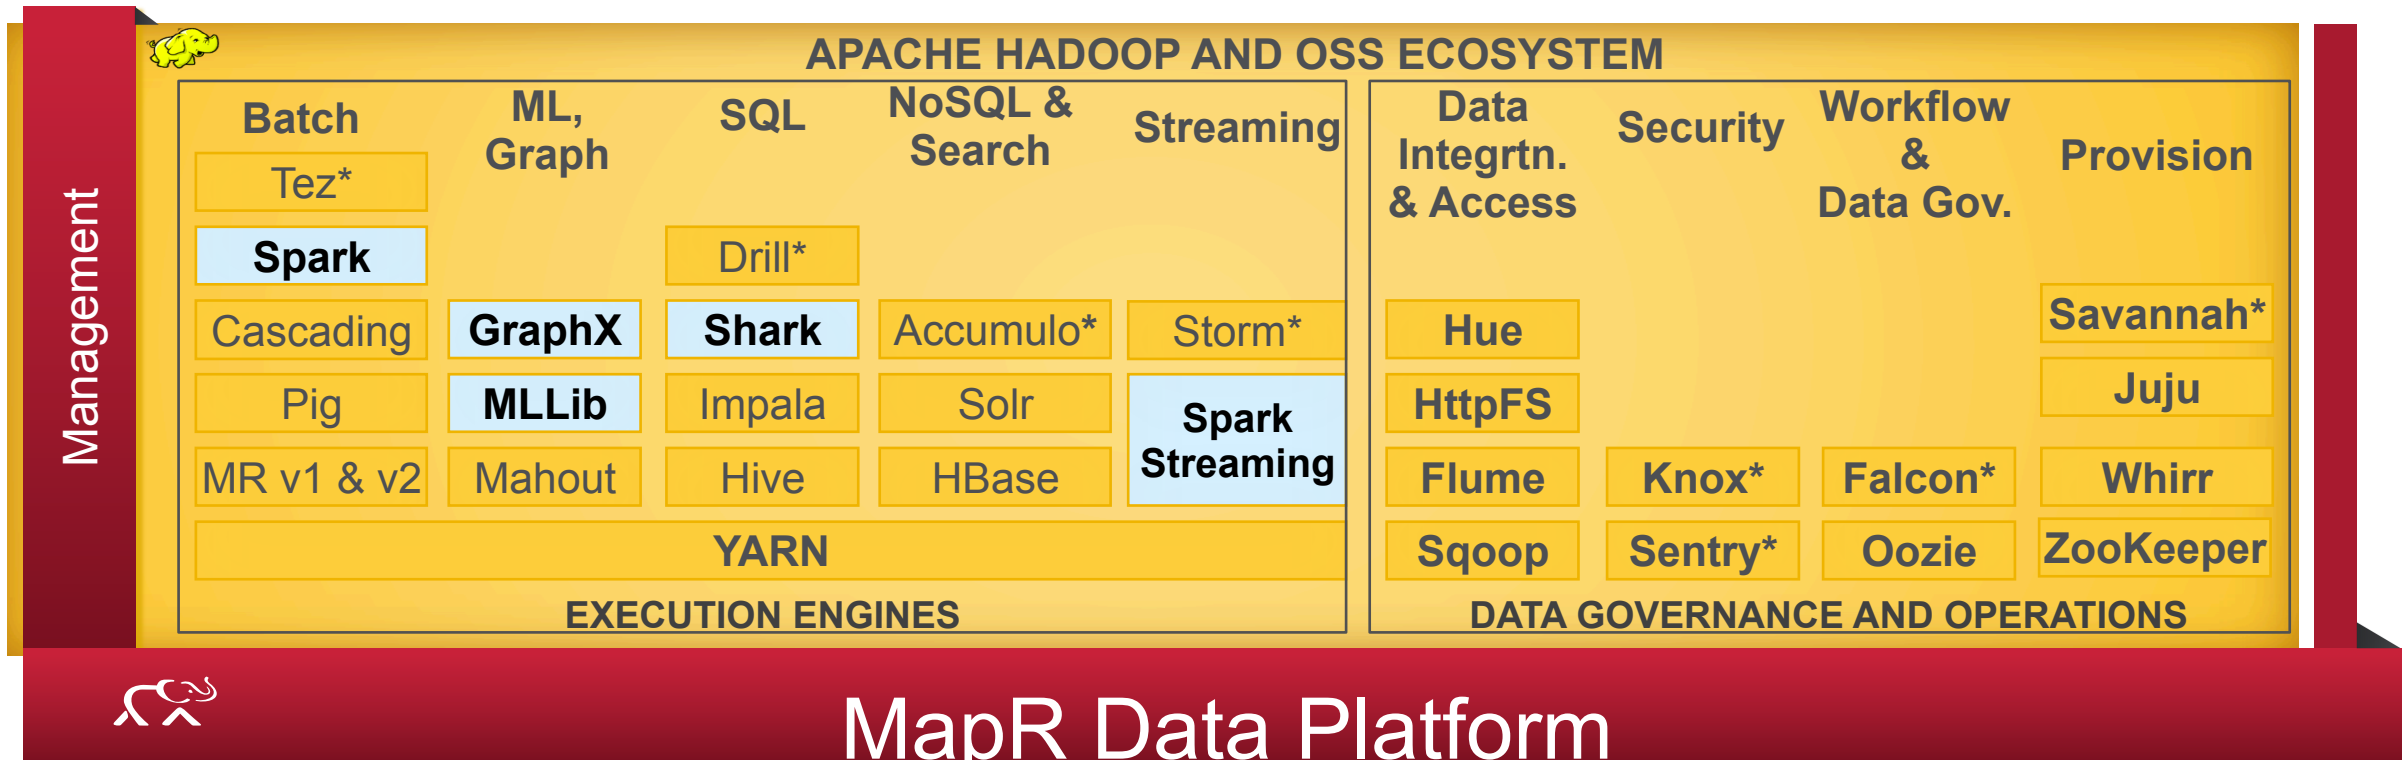 APACHE HADOOP AND OSS ECOSYSTEM
Management
Batch
Tez*
Spark
Cascading
Pig
MR v1 & v2
ML,
Graph
GraphX
MLLib
Mahout
SQL
Drill*
Shark
Impala
Hive
NoSQL &
Search
Accumulo*
Solr
HBase
Streaming
Storm*
Spark
Streaming
YARN
EXECUTION ENGINES
Data
Integrtn.
& Access
Hue
HttpFS
Flume
Sqoop
Security
Knox*
Sentry*
Workflow
&
Data Gov.
Falcon*
Oozie
Provision
Savannah*
Juju
Whirr
ZooKeeper
DATA GOVERNANCE AND OPERATIONS
MapR Data Platform